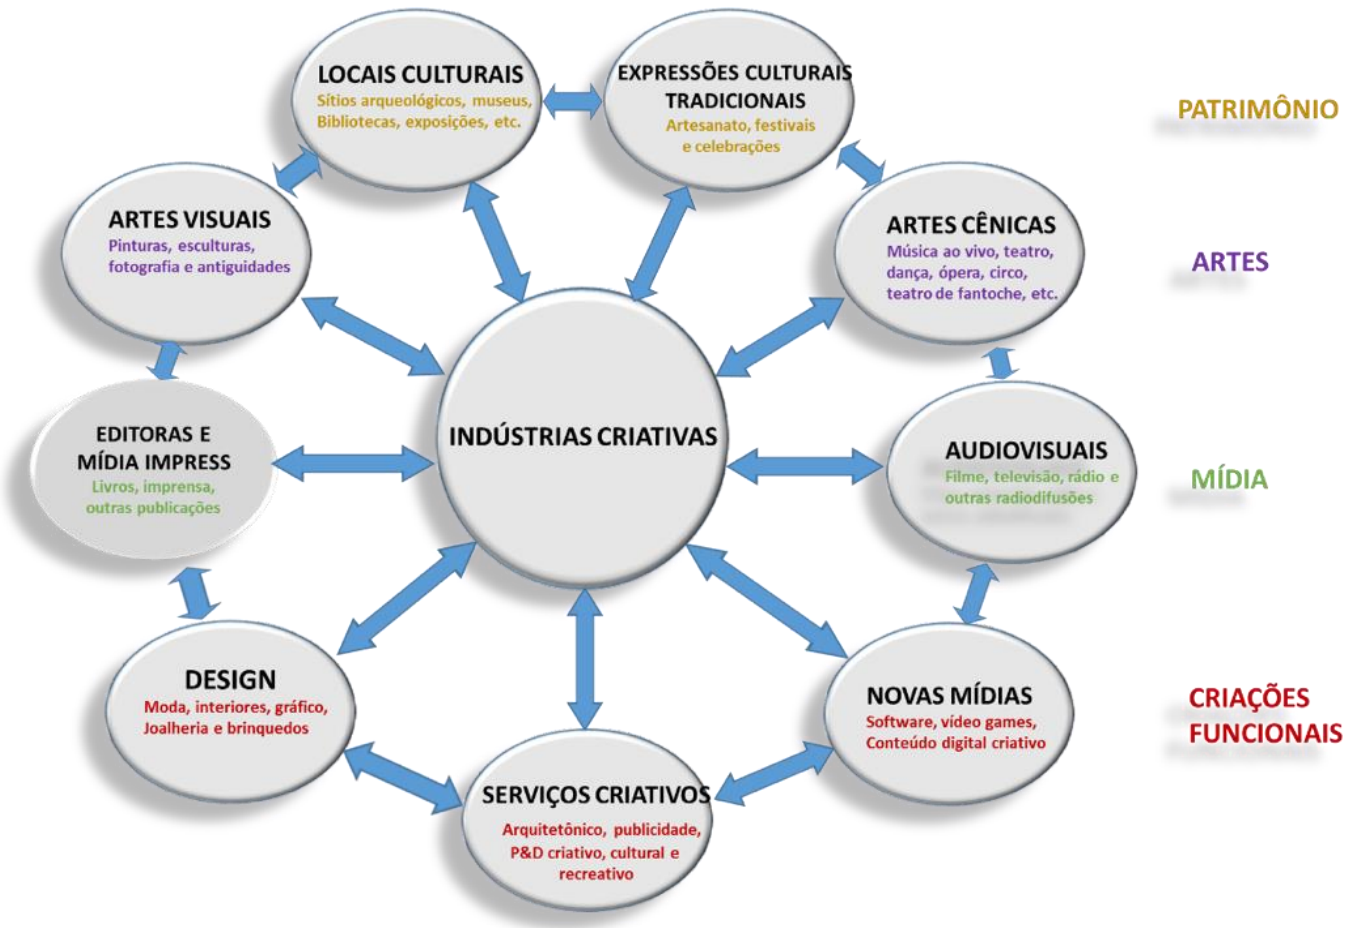 LOCAIS CULTURAIS
Sítios arqueológicos, museus,
Bibliotecas, exposições, etc.
EXPRESSÕES CULTURAIS
TRADICIONAIS
Artesanato, festivais
e celebrações
PATRIMÔNIO
ARTES VISUAIS
Pinturas, esculturas,
fotografia e antiguidades
ARTES CÊNICAS
Música ao vivo, teatro,
dança, ópera, circo,
teatro de fantoche, etc.
ARTES
EDITORAS E
MÍDIA IMPRESS
Livros, imprensa,
outras publicações
INDÚSTRIAS CRIATIVAS
AUDIOVISUAIS
Filme, televisão, rádio e
outras radiodifusões
MÍDIA
DESIGN
Moda, interiores, gráfico,
Joalheria e brinquedos
NOVAS MÍDIAS
Software, vídeo games,
Conteúdo digital criativo
CRIAÇÕES
FUNCIONAIS
SERVIÇOS CRIATIVOS
Arquitetônico, publicidade,
P&D criativo, cultural e
recreativo